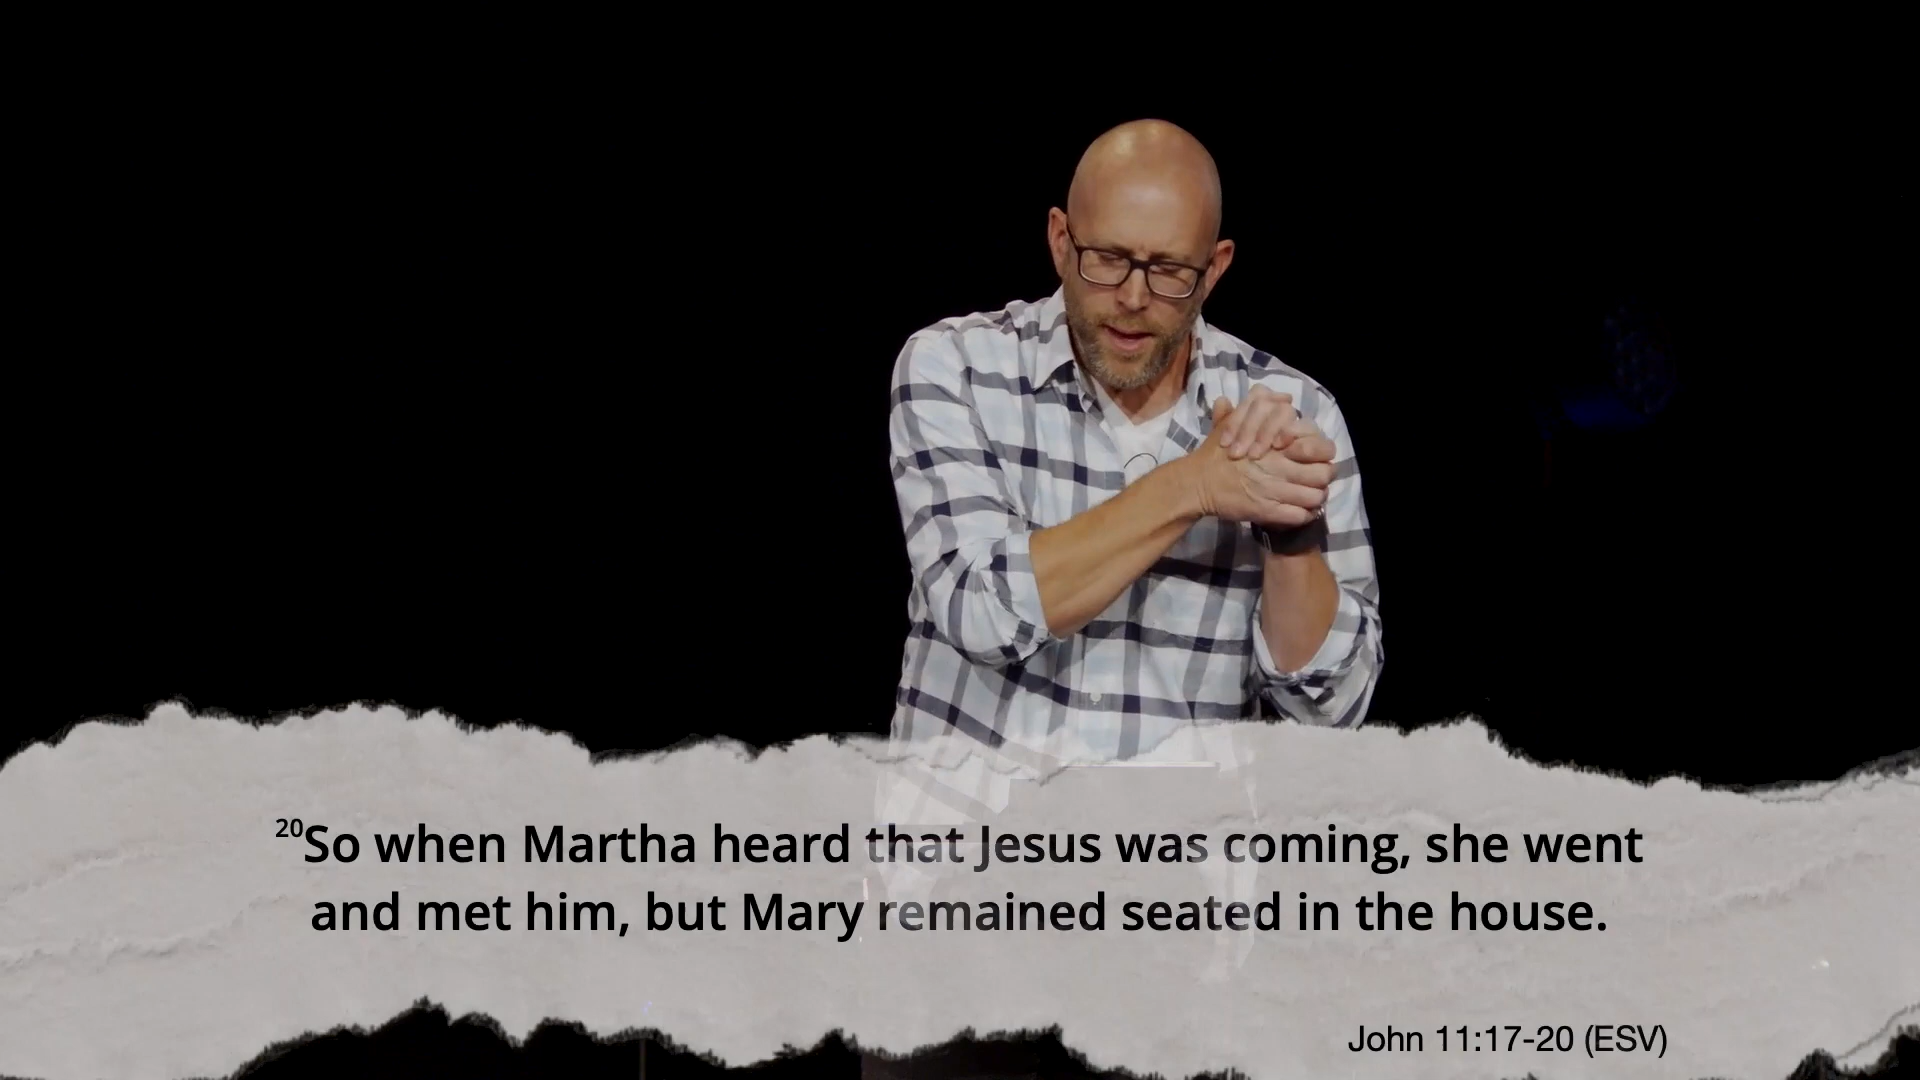 20So when Martha heard that Jesus was coming, she went
and met him, but Mary remained seated in the house.
John 11:17-20 (ESV)